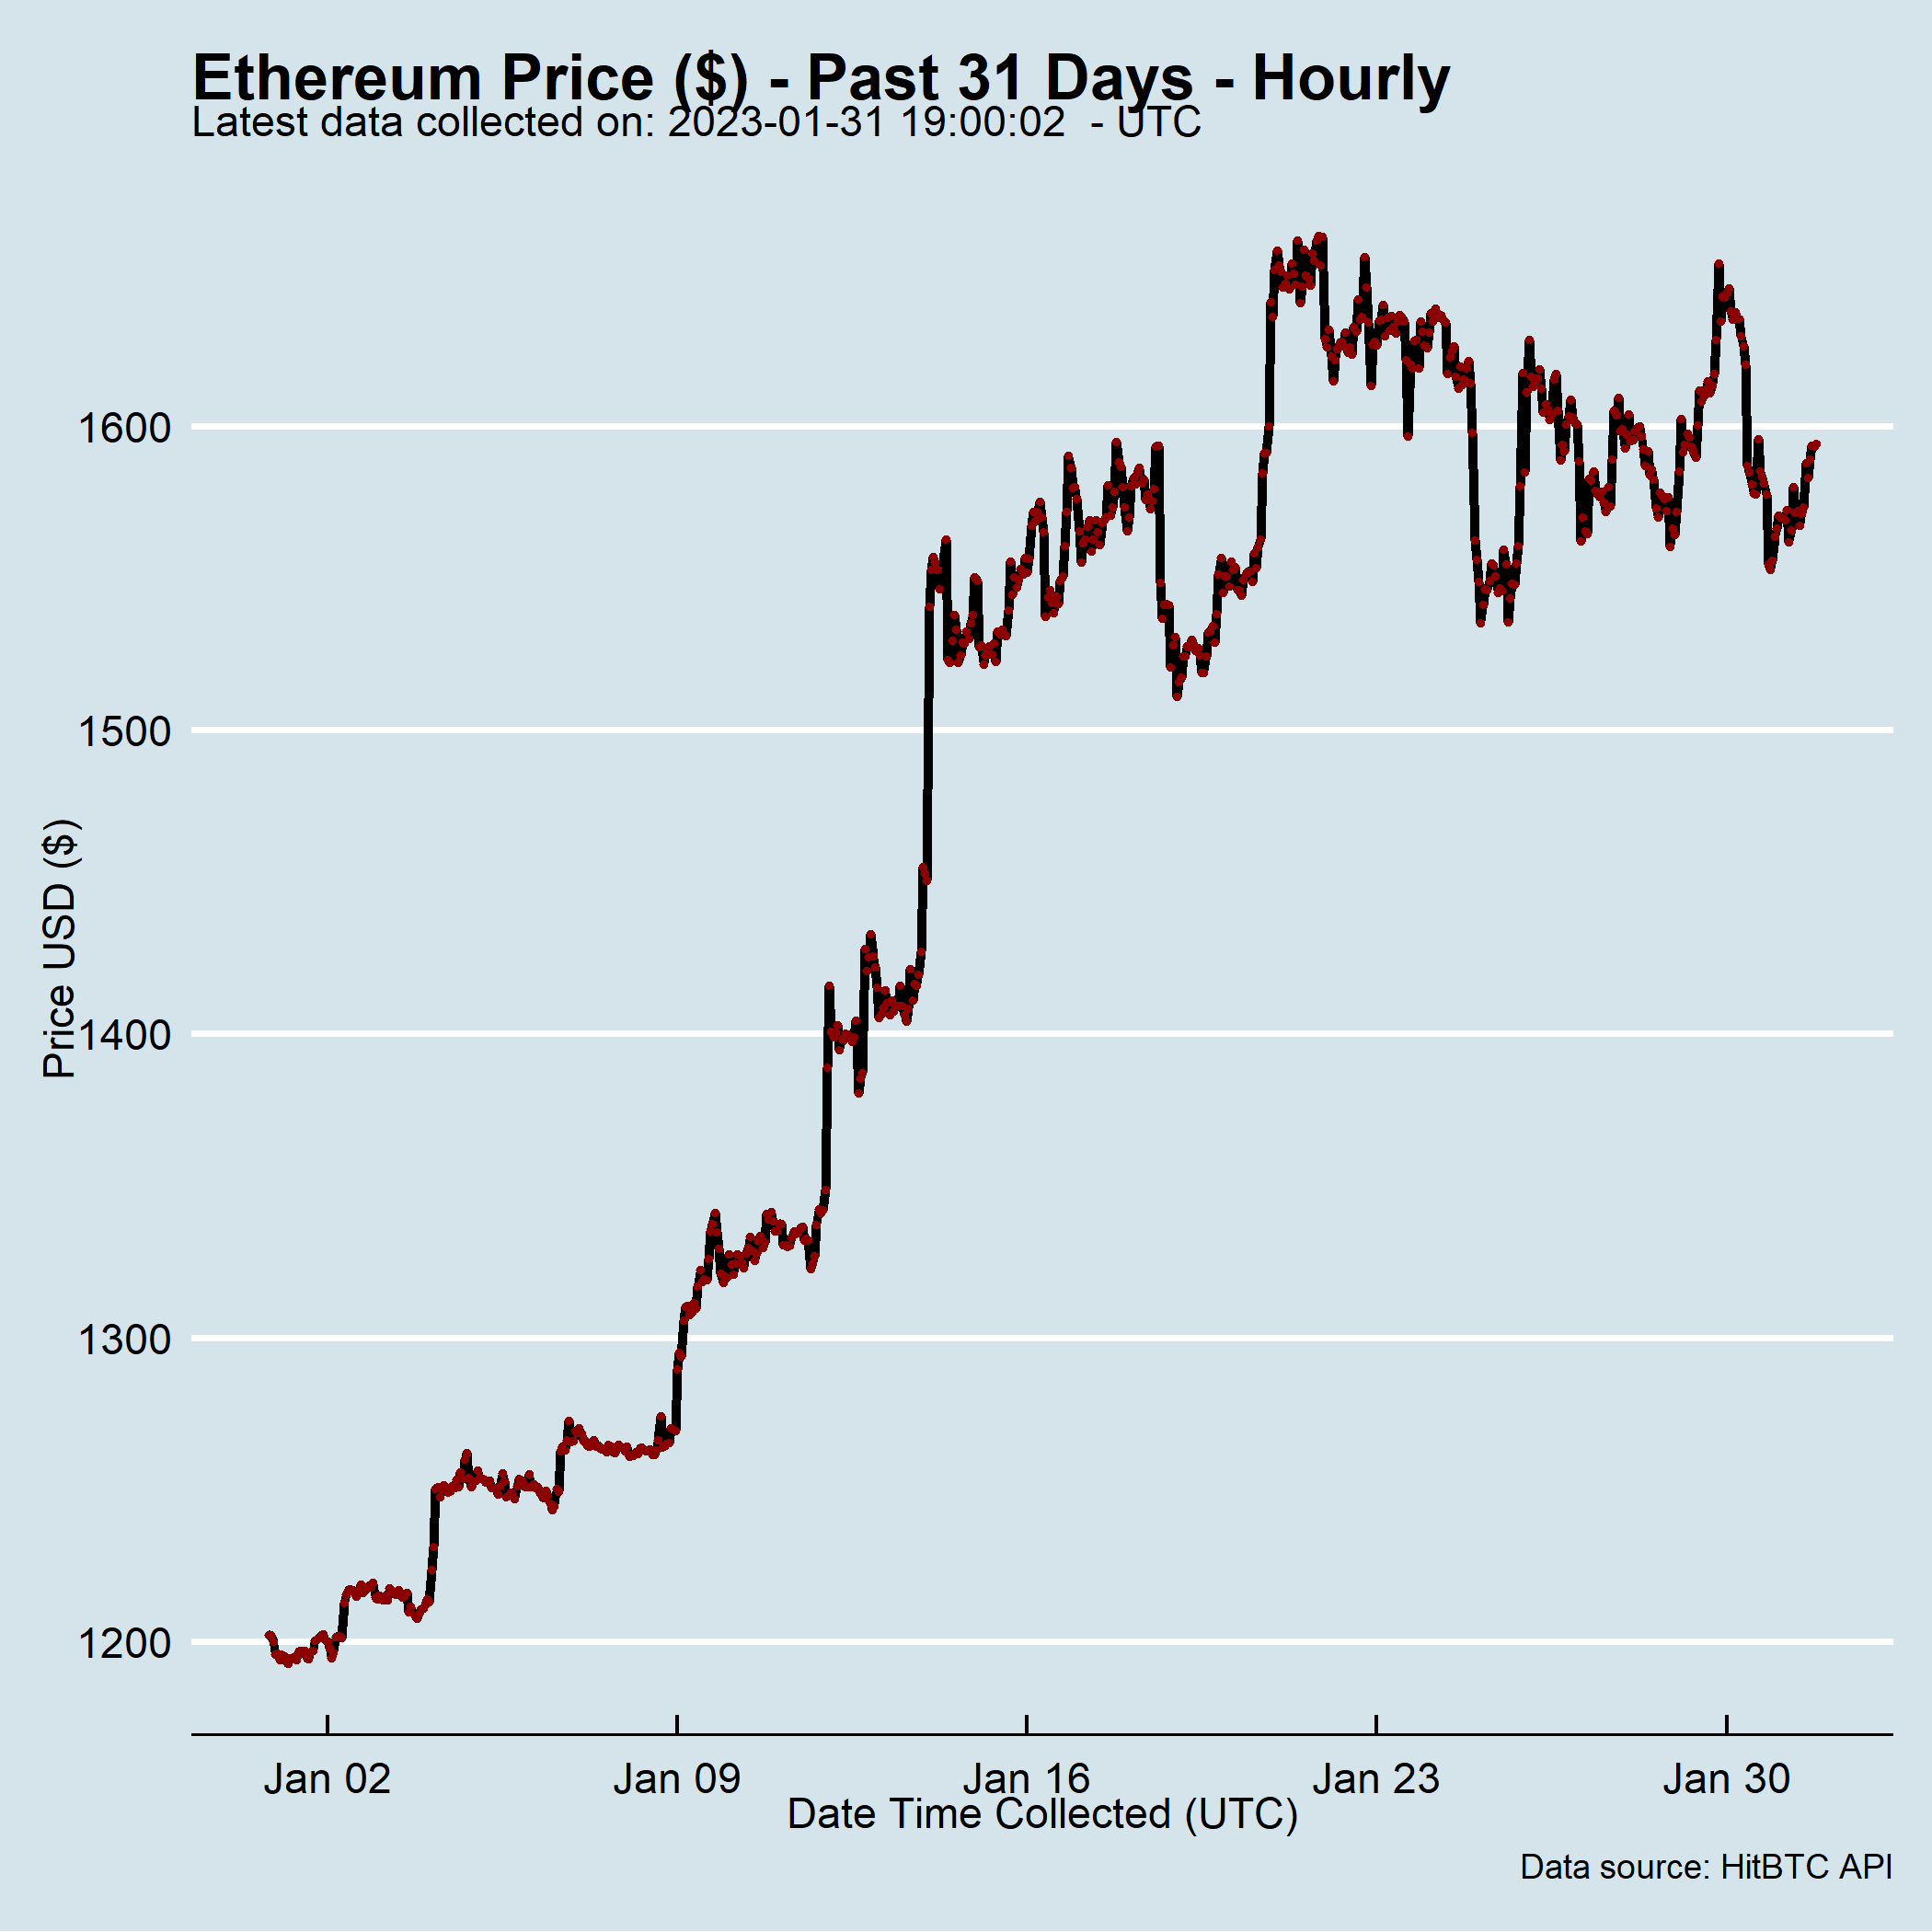 Ethereum Price ($) - Past 31 Days - Hourly
Latest data collected on: 2023-01-31 19:00:02  - UTC
1600
1500
1400
1300
1200
Price USD ($)
Jan 02
Jan 09
Jan 16
Jan 23
Jan 30
Date Time Collected (UTC)
Data source: HitBTC API